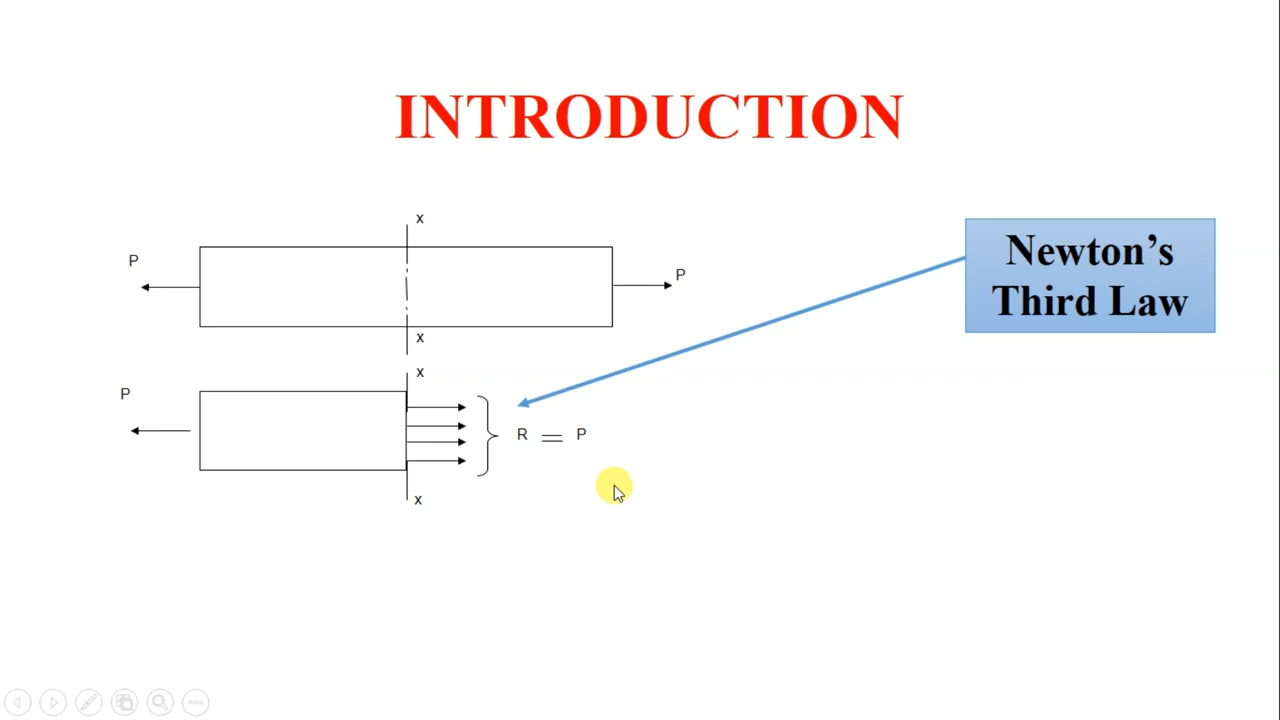 INTRODUCTION
Newton’s
Third Law
x
P
P
x
x
P
R = P
x